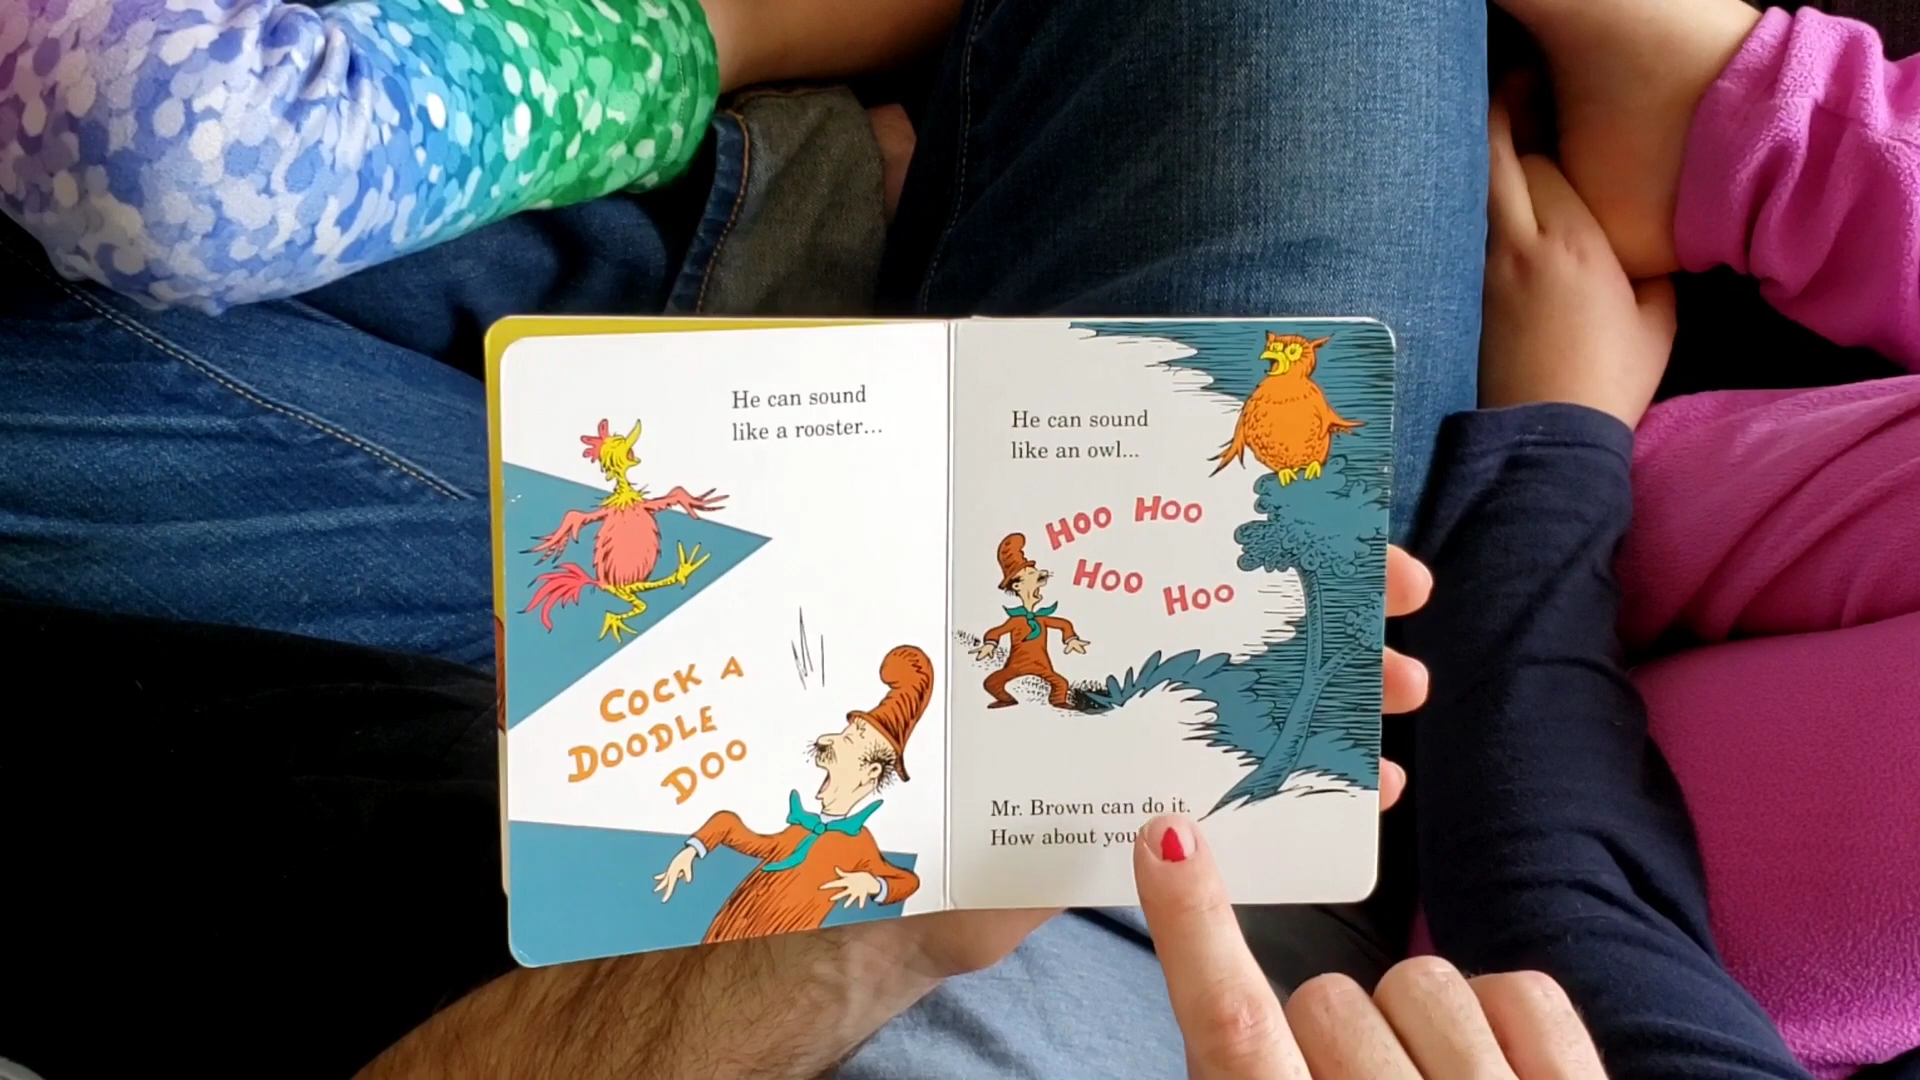 He can sound
like a rooster...
COCK A
DOODLE
DOO
He can sound
like an owl...
HOO HOO
HOO HOO
Mr. Brown can do it.
How about you